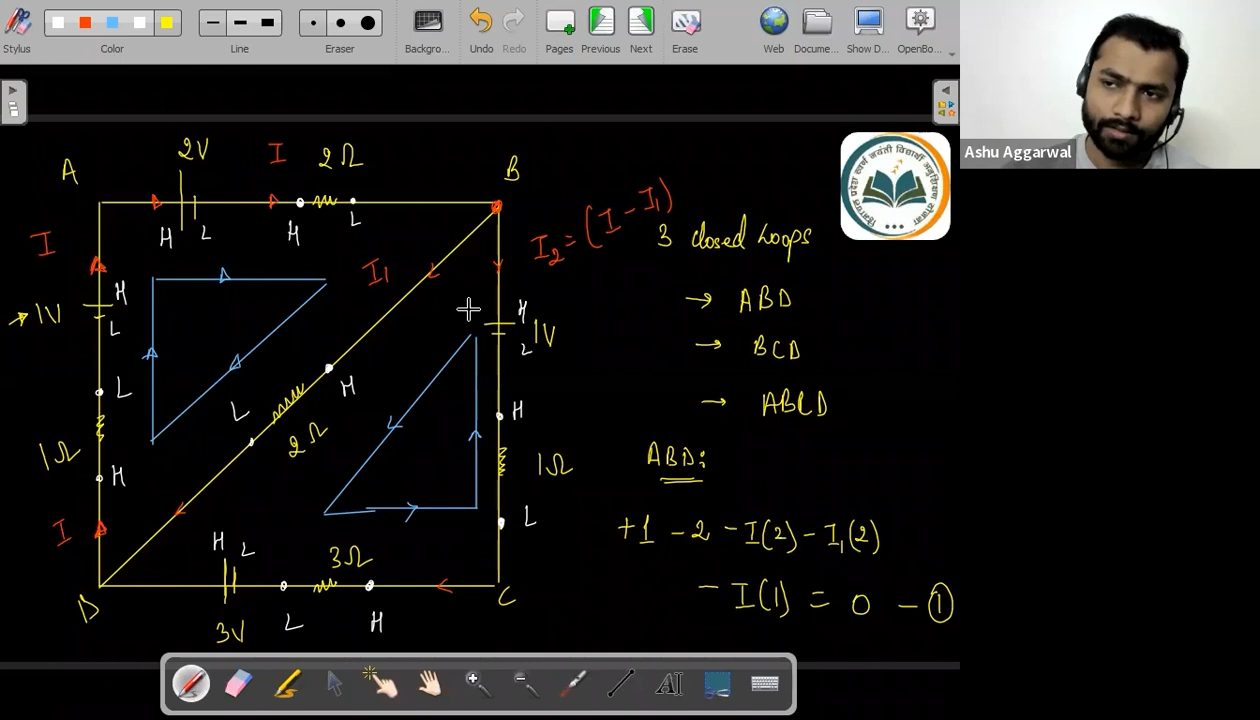 Stylus
Color
Line
Eraser
Backgro...
Undo
Redo
Pages
Previous
Next
Erase
Web
Docume...
Show D...
OpenBo...
Ashu Aggarwal
A
2V
I
2Ω
B
H
L
H
L
I
I₁
I₂ = (I - I₁)
3 closed loops
→ ABD
→ BCD
→ ABCD
1V
H
L
H
L
1V
L
H
1Ω
H
L
2Ω
H
1Ω
L
I
H
L
3Ω
D
3V
L
H
C
ABD:
+1 - 2 - I(2) - I₁(2)
- I(1) = 0 - ①